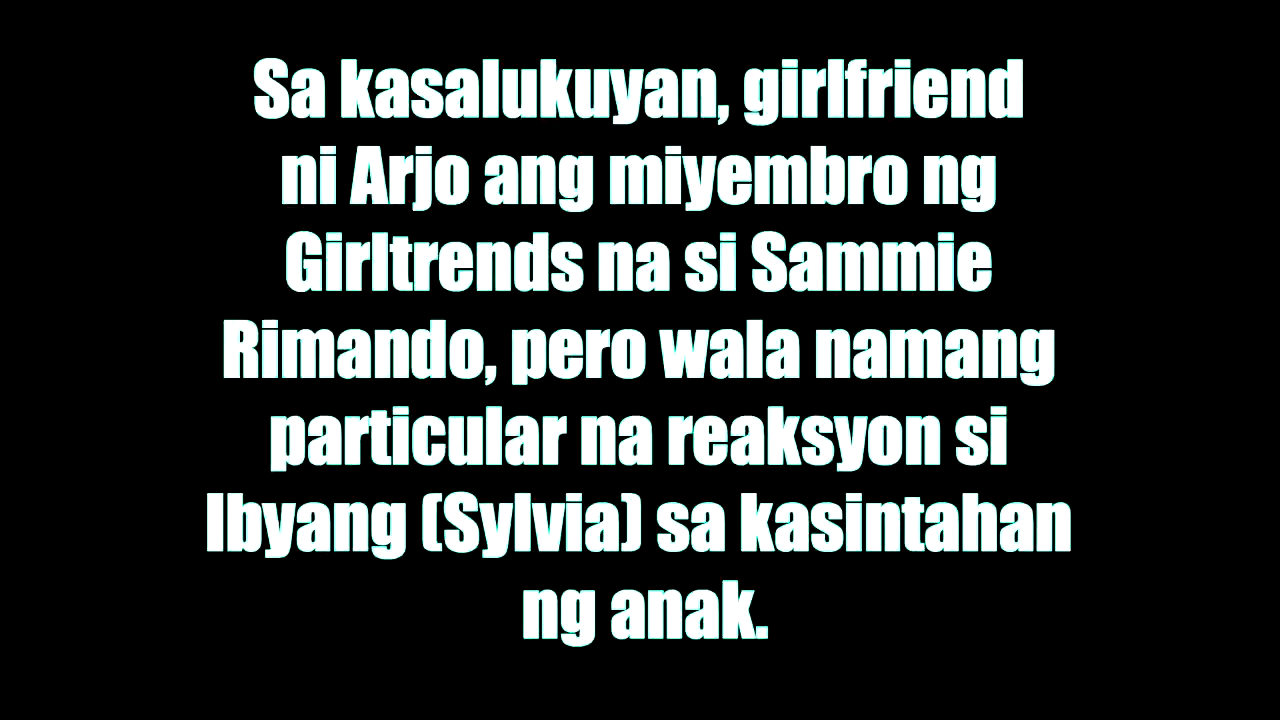 Sa kasalukuyan, girlfriend
ni Arjo ang miyembro ng
Girltrends na si Sammie
Rimando, pero wala namang
particular na reaksyon si
Ibyang (Sylvia) sa kasintahan
ng anak.